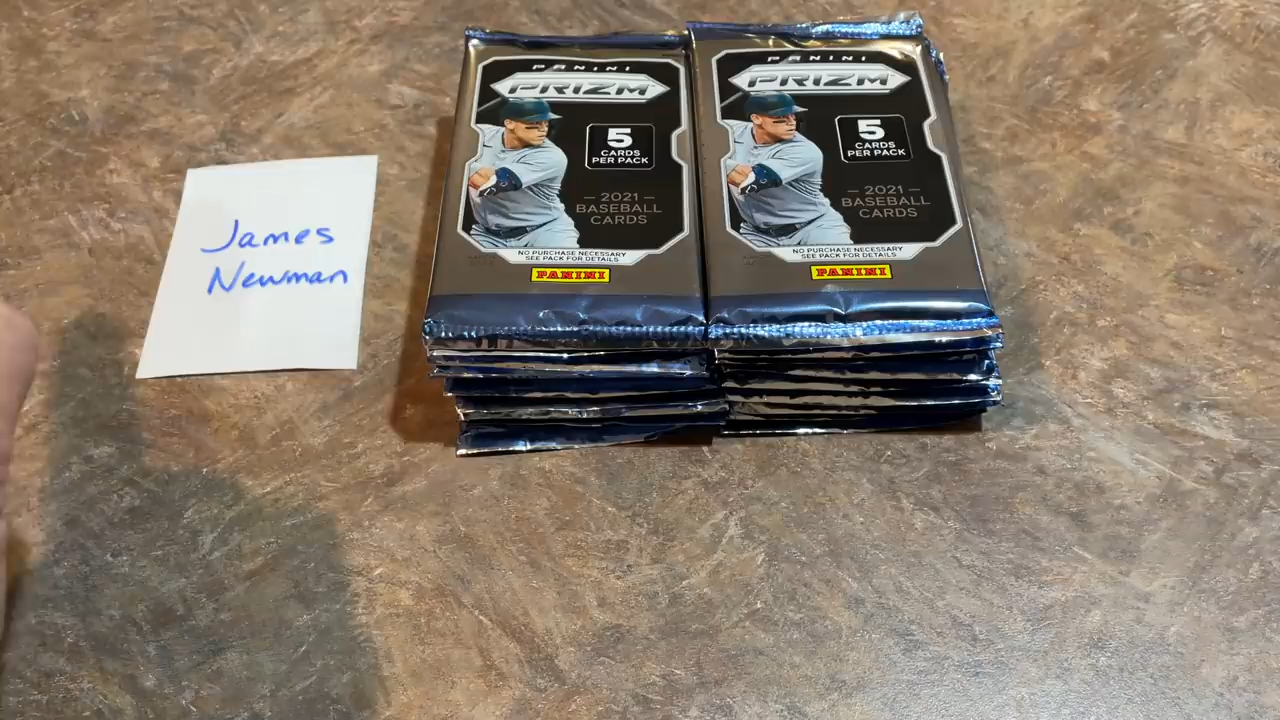 James
Newman
PANINI
PRIZM
5
CARDS
PER PACK
— 2021 —
BASEBALL
CARDS
NO PURCHASE NECESSARY
SEE PACK FOR DETAILS
PANINI
PANINI
PRIZM
5
CARDS
PER PACK
— 2021 —
BASEBALL
CARDS
NO PURCHASE NECESSARY
SEE PACK FOR DETAILS
PANINI